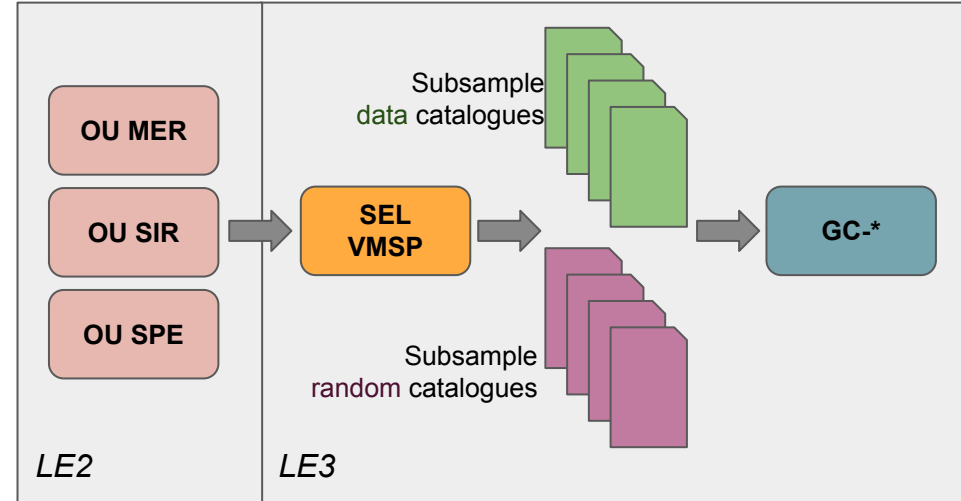 OU MER
OU SIR
OU SPE
LE2
SEL
VMSP
Subsample
data catalogues
Subsample
random catalogues
GC-*
LE3